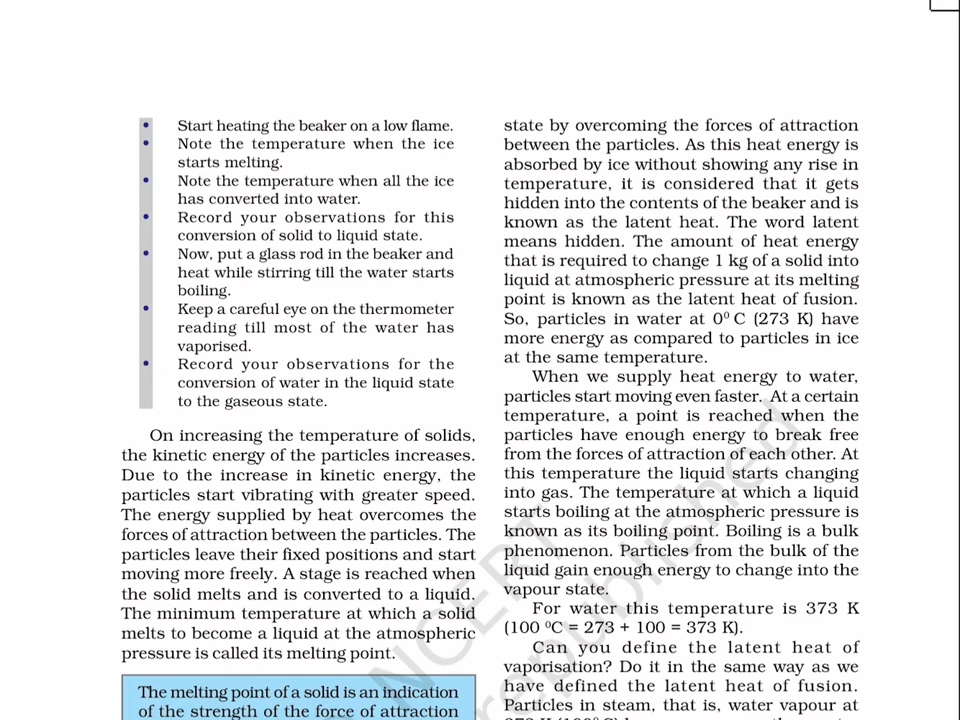 • Start heating the beaker on a low flame.
• Note the temperature when the ice
starts melting.
• Note the temperature when all the ice
has converted into water.
• Record your observations for this
conversion of solid to liquid state.
• Now, put a glass rod in the beaker and
heat while stirring till the water starts
boiling.
• Keep a careful eye on the thermometer
reading till most of the water has
vaporised.
• Record your observations for the
conversion of water in the liquid state
to the gaseous state.
On increasing the temperature of solids,
the kinetic energy of the particles increases.
Due to the increase in kinetic energy, the
particles start vibrating with greater speed.
The energy supplied by heat overcomes the
forces of attraction between the particles. The
particles leave their fixed positions and start
moving more freely. A stage is reached when
the solid melts and is converted to a liquid.
The minimum temperature at which a solid
melts to become a liquid at the atmospheric
pressure is called its melting point.
The melting point of a solid is an indication
of the strength of the force of attraction
state by overcoming the forces of attraction
between the particles. As this heat energy is
absorbed by ice without showing any rise in
temperature, it is considered that it gets
hidden into the contents of the beaker and is
known as the latent heat. The word latent
means hidden. The amount of heat energy
that is required to change 1 kg of a solid into
liquid at atmospheric pressure at its melting
point is known as the latent heat of fusion.
So, particles in water at 0⁰ C (273 K) have
more energy as compared to particles in ice
at the same temperature.
When we supply heat energy to water,
particles start moving even faster. At a certain
temperature, a point is reached when the
particles have enough energy to break free
from the forces of attraction of each other. At
this temperature the liquid starts changing
into gas. The temperature at which a liquid
starts boiling at the atmospheric pressure is
known as its boiling point. Boiling is a bulk
phenomenon. Particles from the bulk of the
liquid gain enough energy to change into the
vapour state.
For water this temperature is 373 K
(100 ⁰C = 273 + 100 = 373 K).
Can you define the latent heat of
vaporisation? Do it in the same way as we
have defined the latent heat of fusion.
Particles in steam, that is, water vapour at
NCERT
republished